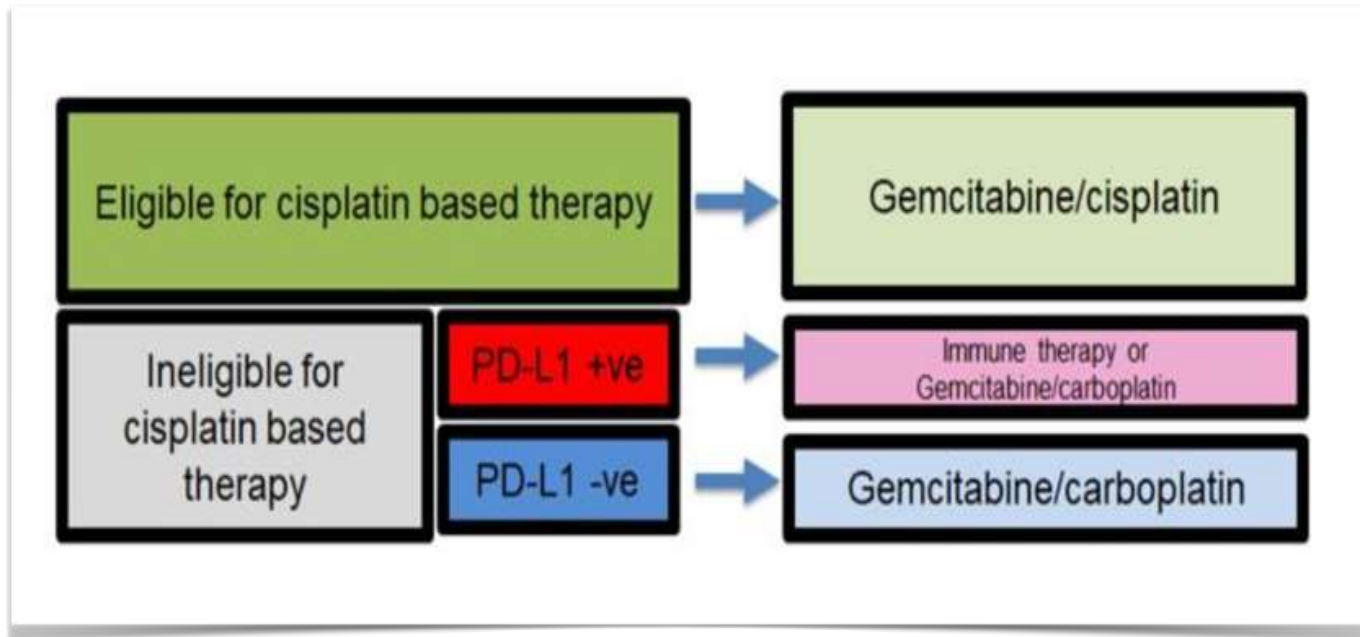 Eligible for cisplatin based therapy
Gemcitabine/cisplatin
Ineligible for
cisplatin based
therapy
PD-L1 +ve
Immune therapy or
Gemcitabine/carboplatin
PD-L1 -ve
Gemcitabine/carboplatin